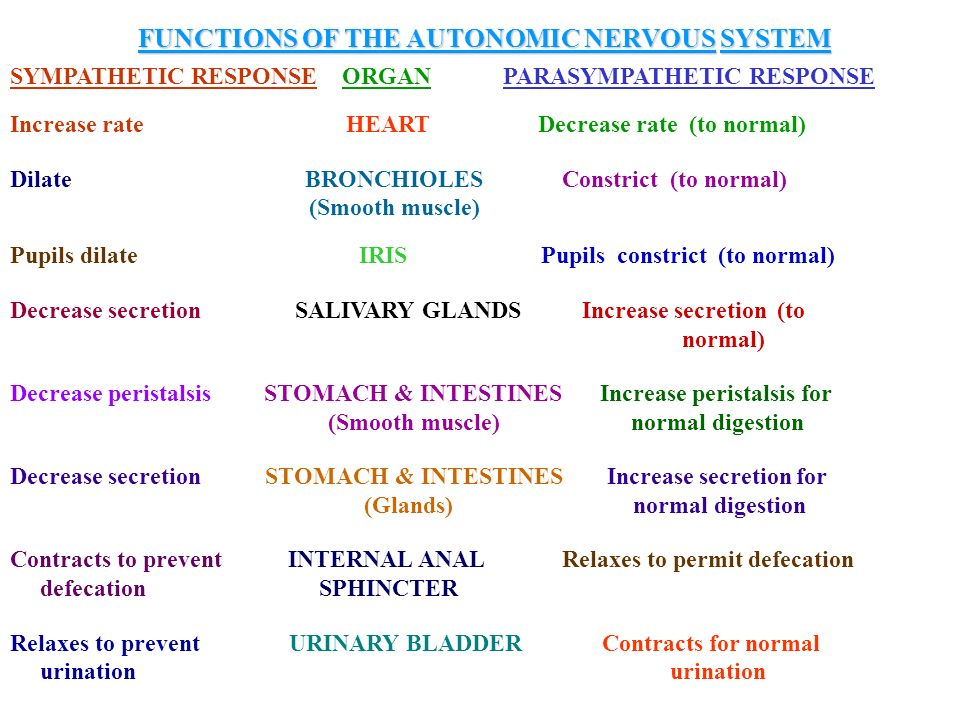 FUNCTIONS OF THE AUTONOMIC NERVOUS SYSTEM
SYMPATHETIC RESPONSE ORGAN PARASYMPATHETIC RESPONSE
Increase rate HEART Decrease rate (to normal)
Dilate BRONCHIOLES Constrict (to normal)
(Smooth muscle)
Pupils dilate IRIS Pupils constrict (to normal)
Decrease secretion SALIVARY GLANDS Increase secretion (to
normal)
Decrease peristalsis STOMACH & INTESTINES Increase peristalsis for
(Smooth muscle) normal digestion
Decrease secretion STOMACH & INTESTINES Increase secretion for
(Glands) normal digestion
Contracts to prevent INTERNAL ANAL Relaxes to permit defecation
defecation SPHINCTER
Relaxes to prevent URINARY BLADDER Contracts for normal
urination urination